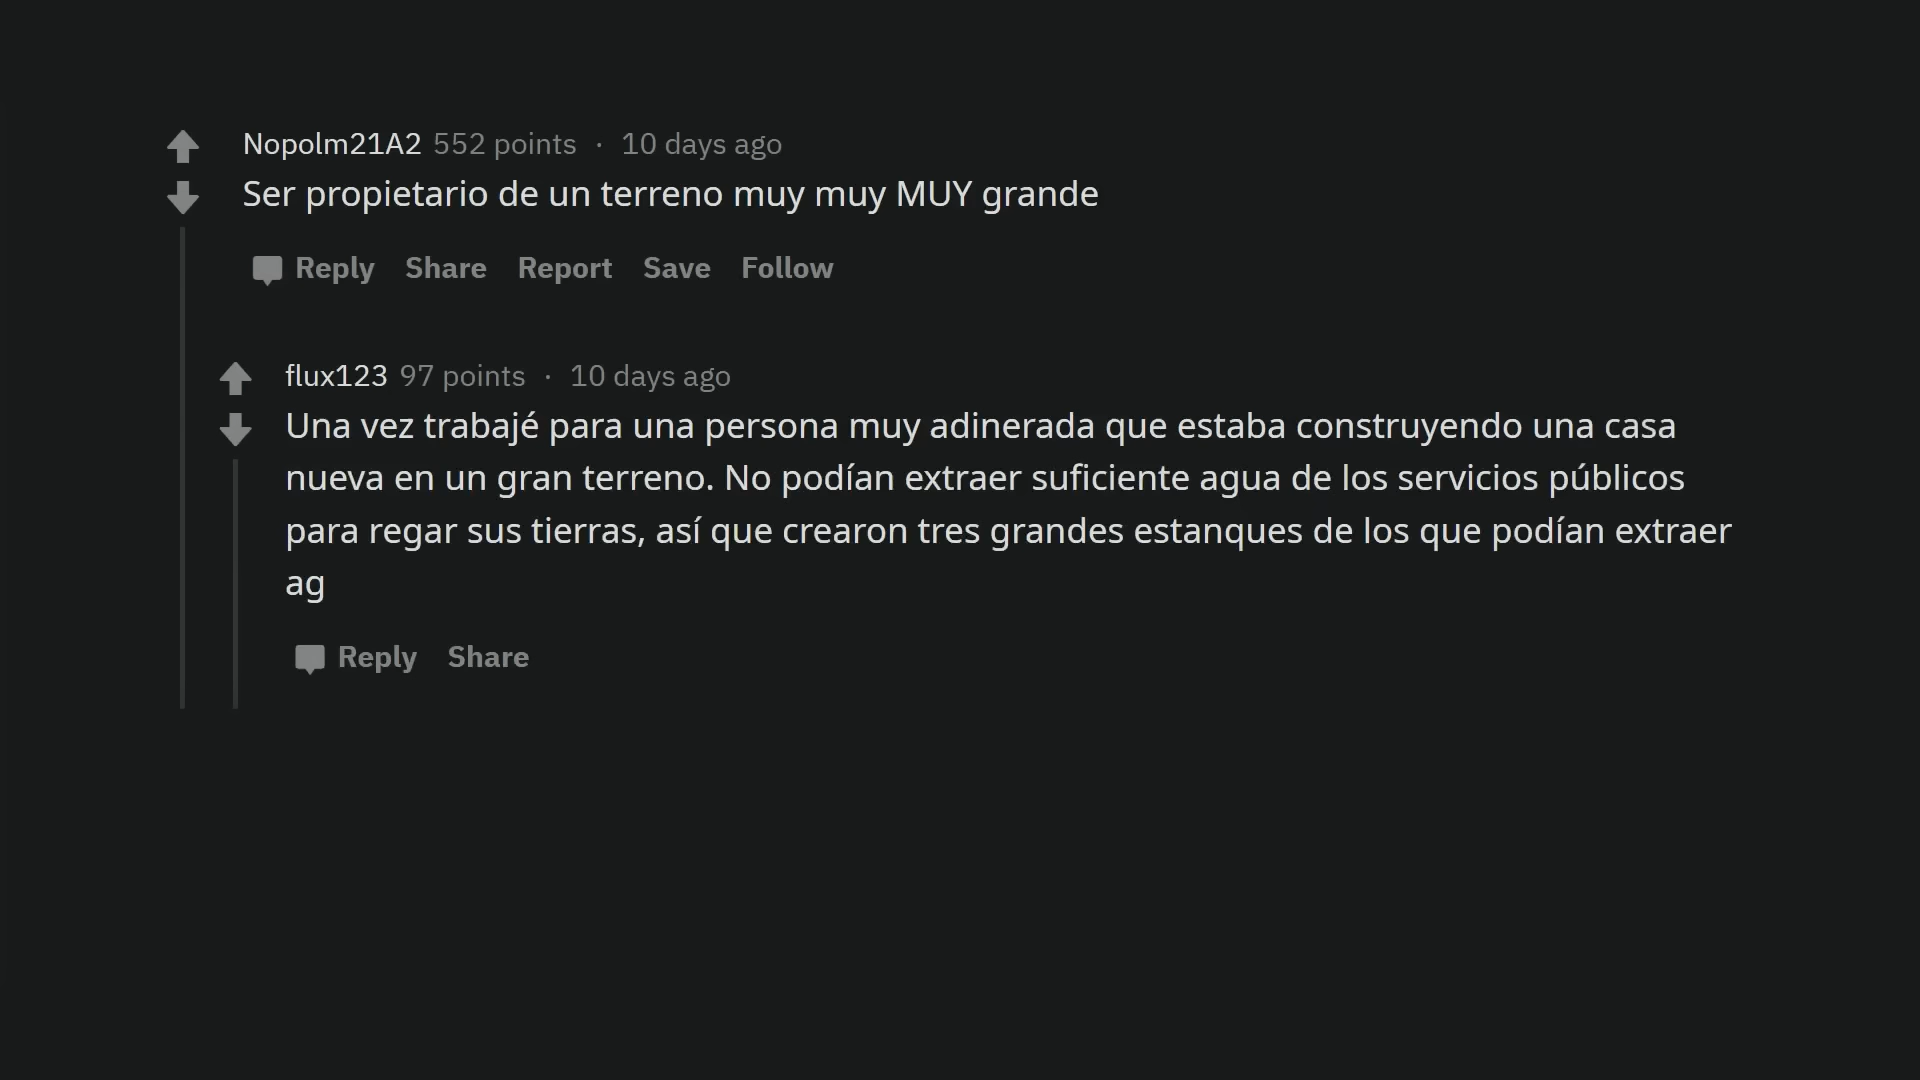 Nopolm21A2 552 points · 10 days ago
Ser propietario de un terreno muy muy MUY grande
Reply Share Report Save Follow
flux123 97 points · 10 days ago
Una vez trabajé para una persona muy adinerada que estaba construyendo una casa
nueva en un gran terreno. No podían extraer suficiente agua de los servicios públicos
para regar sus tierras, así que crearon tres grandes estanques de los que podían extraer
ag
Reply Share